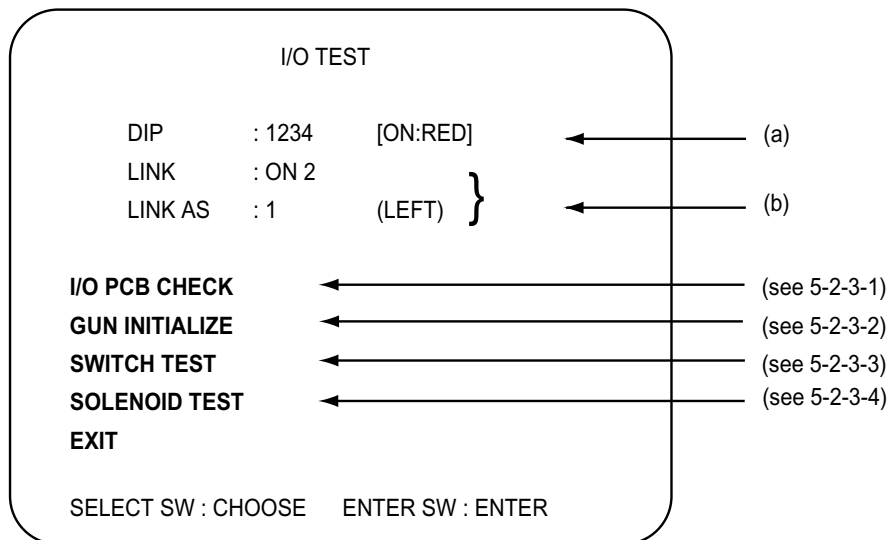 I/O TEST
DIP : 1234 [ON:RED] (a)
LINK : ON 2
LINK AS : 1 (LEFT) } (b)
I/O PCB CHECK (see 5-2-3-1)
GUN INITIALIZE (see 5-2-3-2)
SWITCH TEST (see 5-2-3-3)
SOLENOID TEST (see 5-2-3-4)
EXIT
SELECT SW : CHOOSE ENTER SW : ENTER